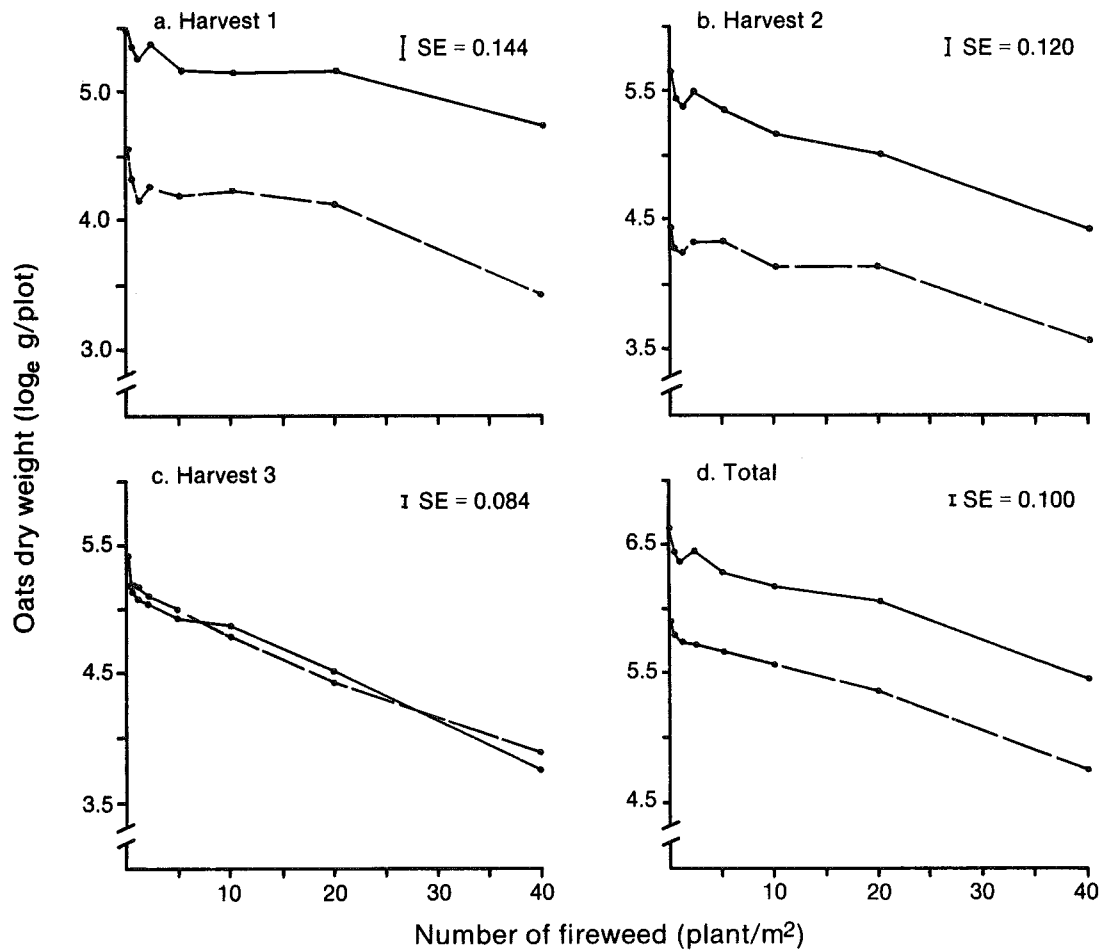 a. Harvest 1
SE = 0.144
5.0
4.0
3.0
b. Harvest 2
SE = 0.120
5.5
4.5
3.5
c. Harvest 3
SE = 0.084
5.5
4.5
3.5
10 20 30 40
d. Total
SE = 0.100
6.5
5.5
4.5
10 20 30 40
Oats dry weight (logₑ g/plot)
Number of fireweed (plant/m²)